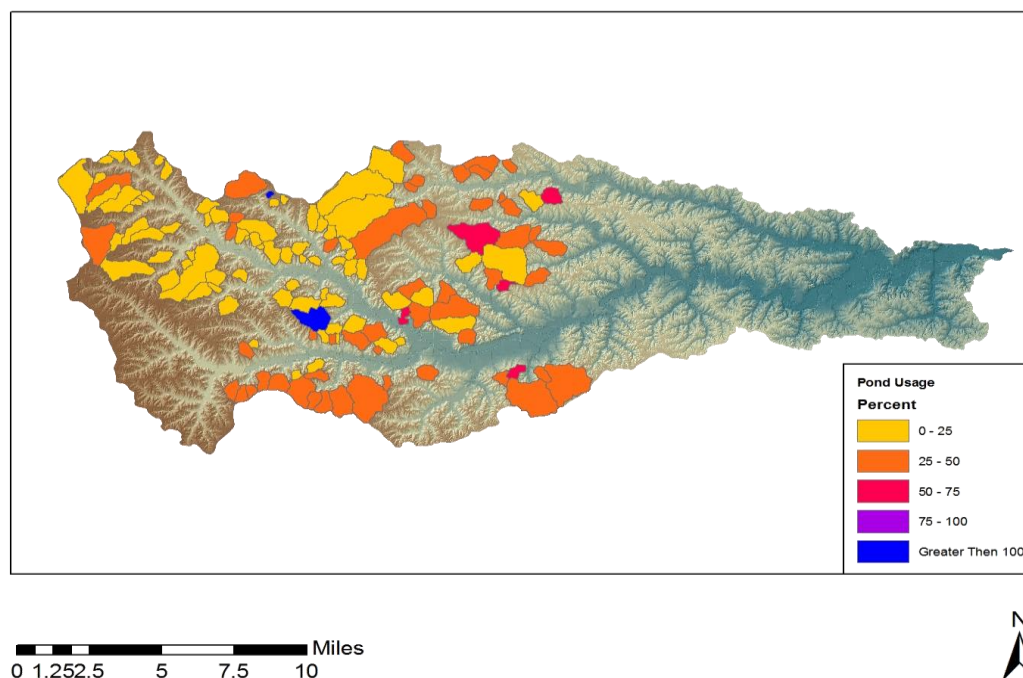 Pond Usage
Percent
0 - 25
25 - 50
50 - 75
75 - 100
Greater Then 100
Miles
0 1.252.5 5 7.5 10
N